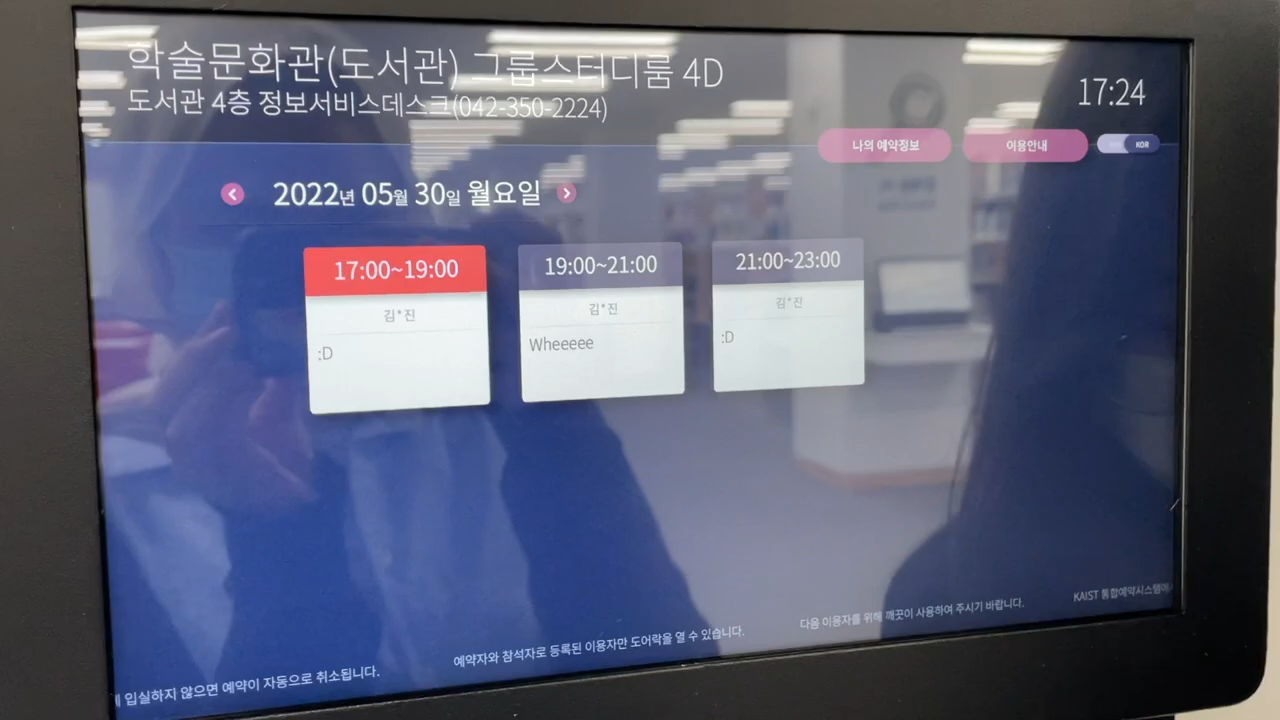 학술문화관(도서관) 그룹스터디룸 4D
도서관 4층 정보서비스데스크(042-350-2224)
17:24
나의 예약정보
이용안내
KOR
2022년 05월 30일 월요일
17:00~19:00
김*진
:D
19:00~21:00
김*진
Wheeeee
21:00~23:00
김*진
:D
입실하지 않으면 예약이 자동으로 취소됩니다.
예약자와 참석자로 등록된 이용자만 도어락을 열 수 있습니다.
다음 이용자를 위해 깨끗이 사용하여 주시기 바랍니다.
KAIST 통합예약시스템에